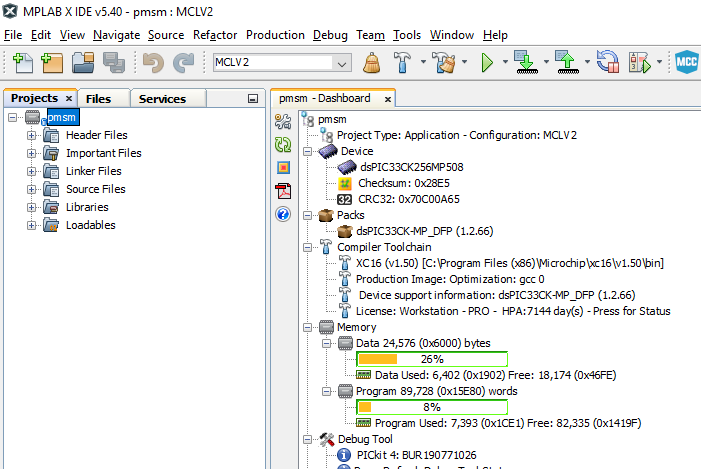 MPLAB X IDE v5.40 - pmsm : MCLV2
File Edit View Navigate Source Refactor Production Debug Team Tools Window Help
MCLV2
MCC
Projects × Files Services
pmsm
Header Files
Important Files
Linker Files
Source Files
Libraries
Loadables
pmsm - Dashboard ×
pmsm
Project Type: Application - Configuration: MCLV2
Device
dsPIC33CK256MP508
Checksum: 0x28E5
32 CRC32: 0x70C00A65
Packs
dsPIC33CK-MP_DFP (1.2.66)
Compiler Toolchain
XC16 (v1.50) [C:\Program Files (x86)\Microchip\xc16\v1.50\bin]
Production Image: Optimization: gcc 0
Device support information: dsPIC33CK-MP_DFP (1.2.66)
License: Workstation - PRO - HPA:7144 day(s) - Press for Status
Memory
Data 24,576 (0x6000) bytes
26%
Data Used: 6,402 (0x1902) Free: 18,174 (0x46FE)
Program 89,728 (0x15E80) words
8%
Program Used: 7,393 (0x1CE1) Free: 82,335 (0x1419F)
Debug Tool
PICkit 4: BUR190771026